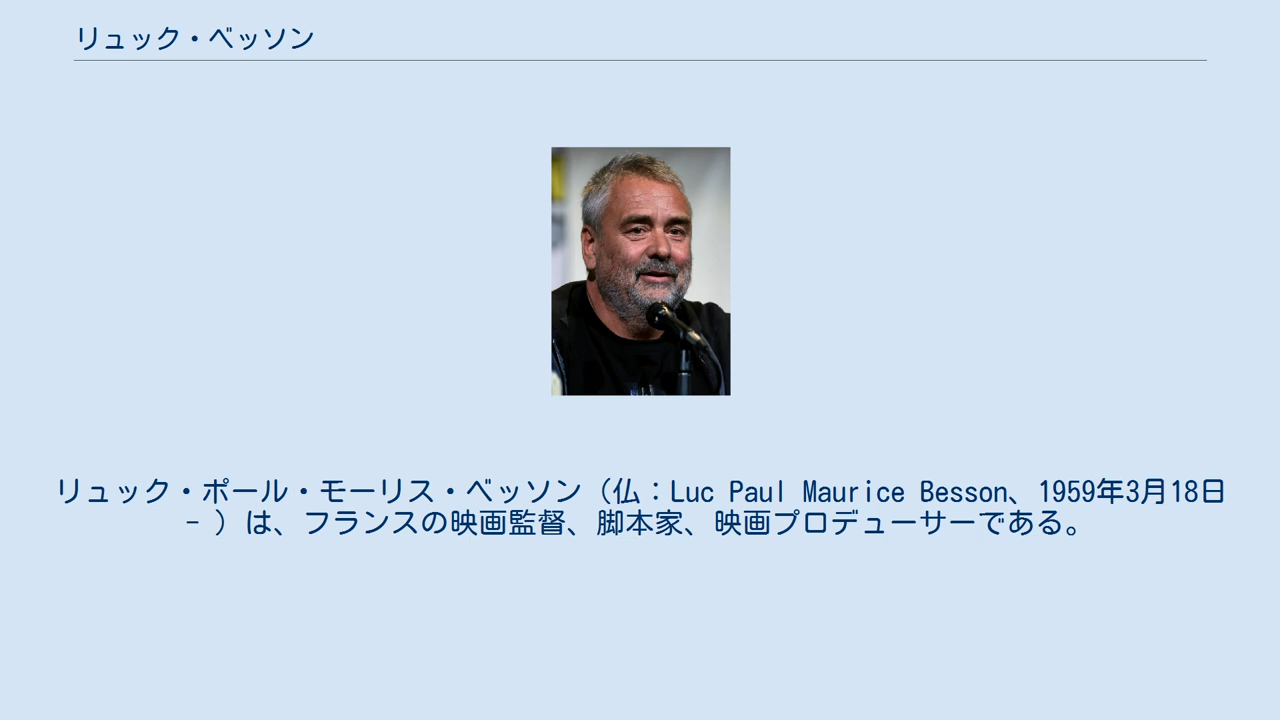 リュック・ベッソン
リュック・ポール・モーリス・ベッソン（仏：Luc Paul Maurice Besson、1959年3月18日
- ）は、フランスの映画監督、脚本家、映画プロデューサーである。